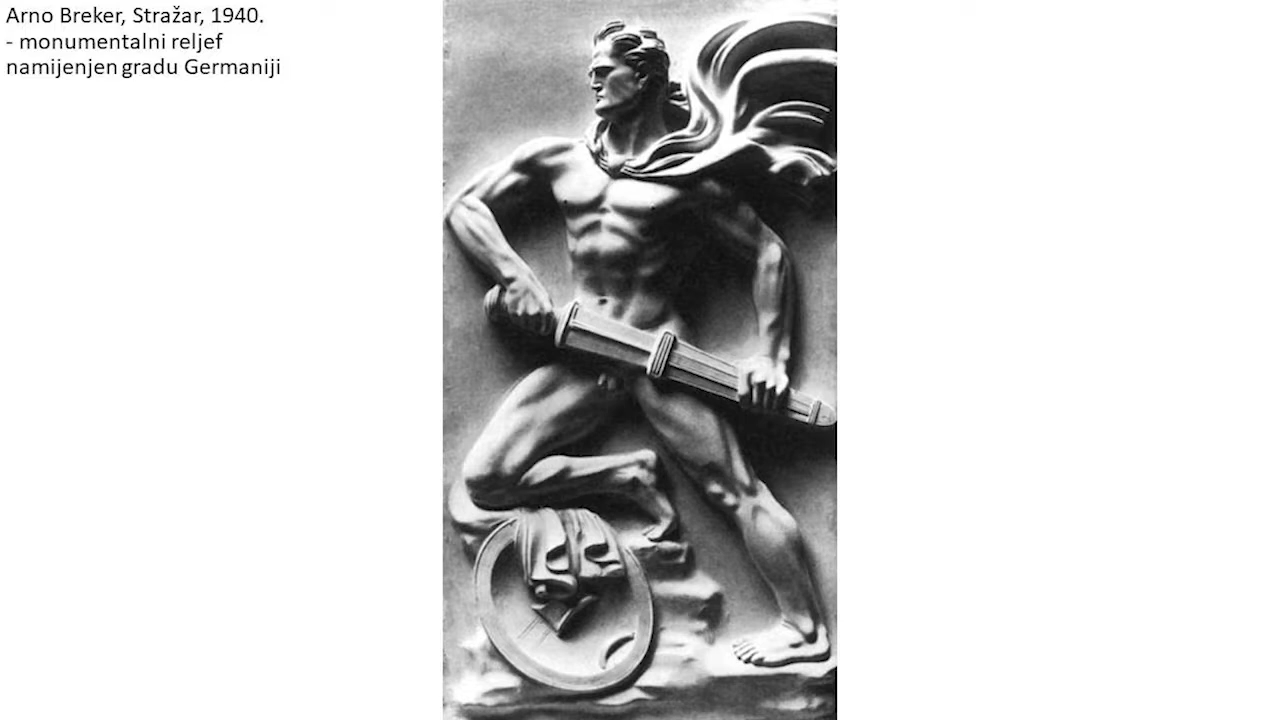 Arno Breker, Stražar, 1940.
- monumentalni reljef
namijenjen gradu Germaniji